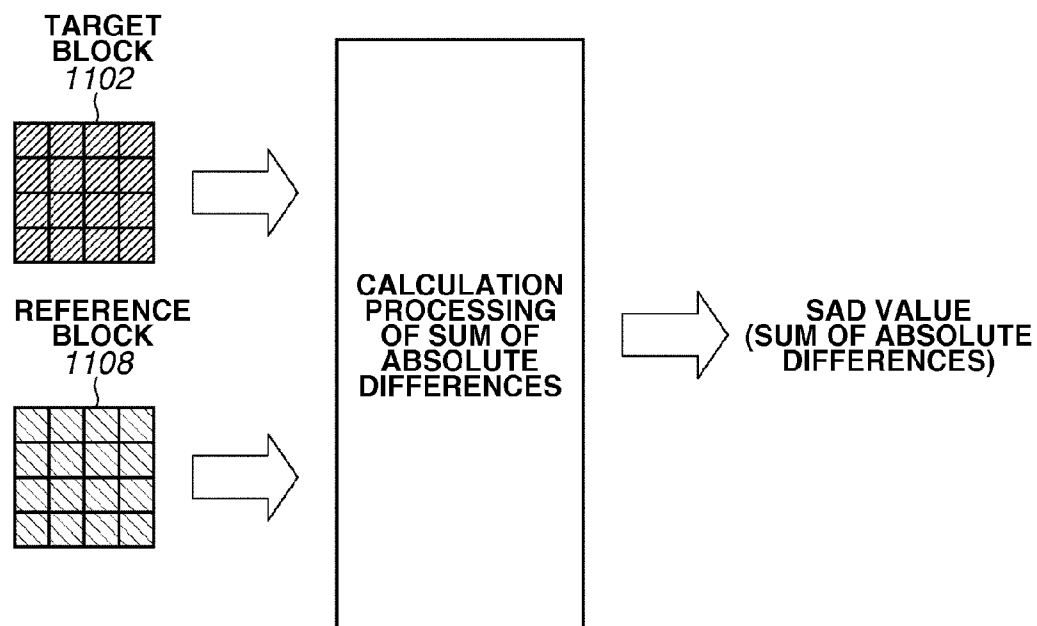 TARGET
BLOCK
1102
REFERENCE
BLOCK
1108
CALCULATION
PROCESSING
OF SUM OF
ABSOLUTE
DIFFERENCES
SAD VALUE
(SUM OF ABSOLUTE
DIFFERENCES)